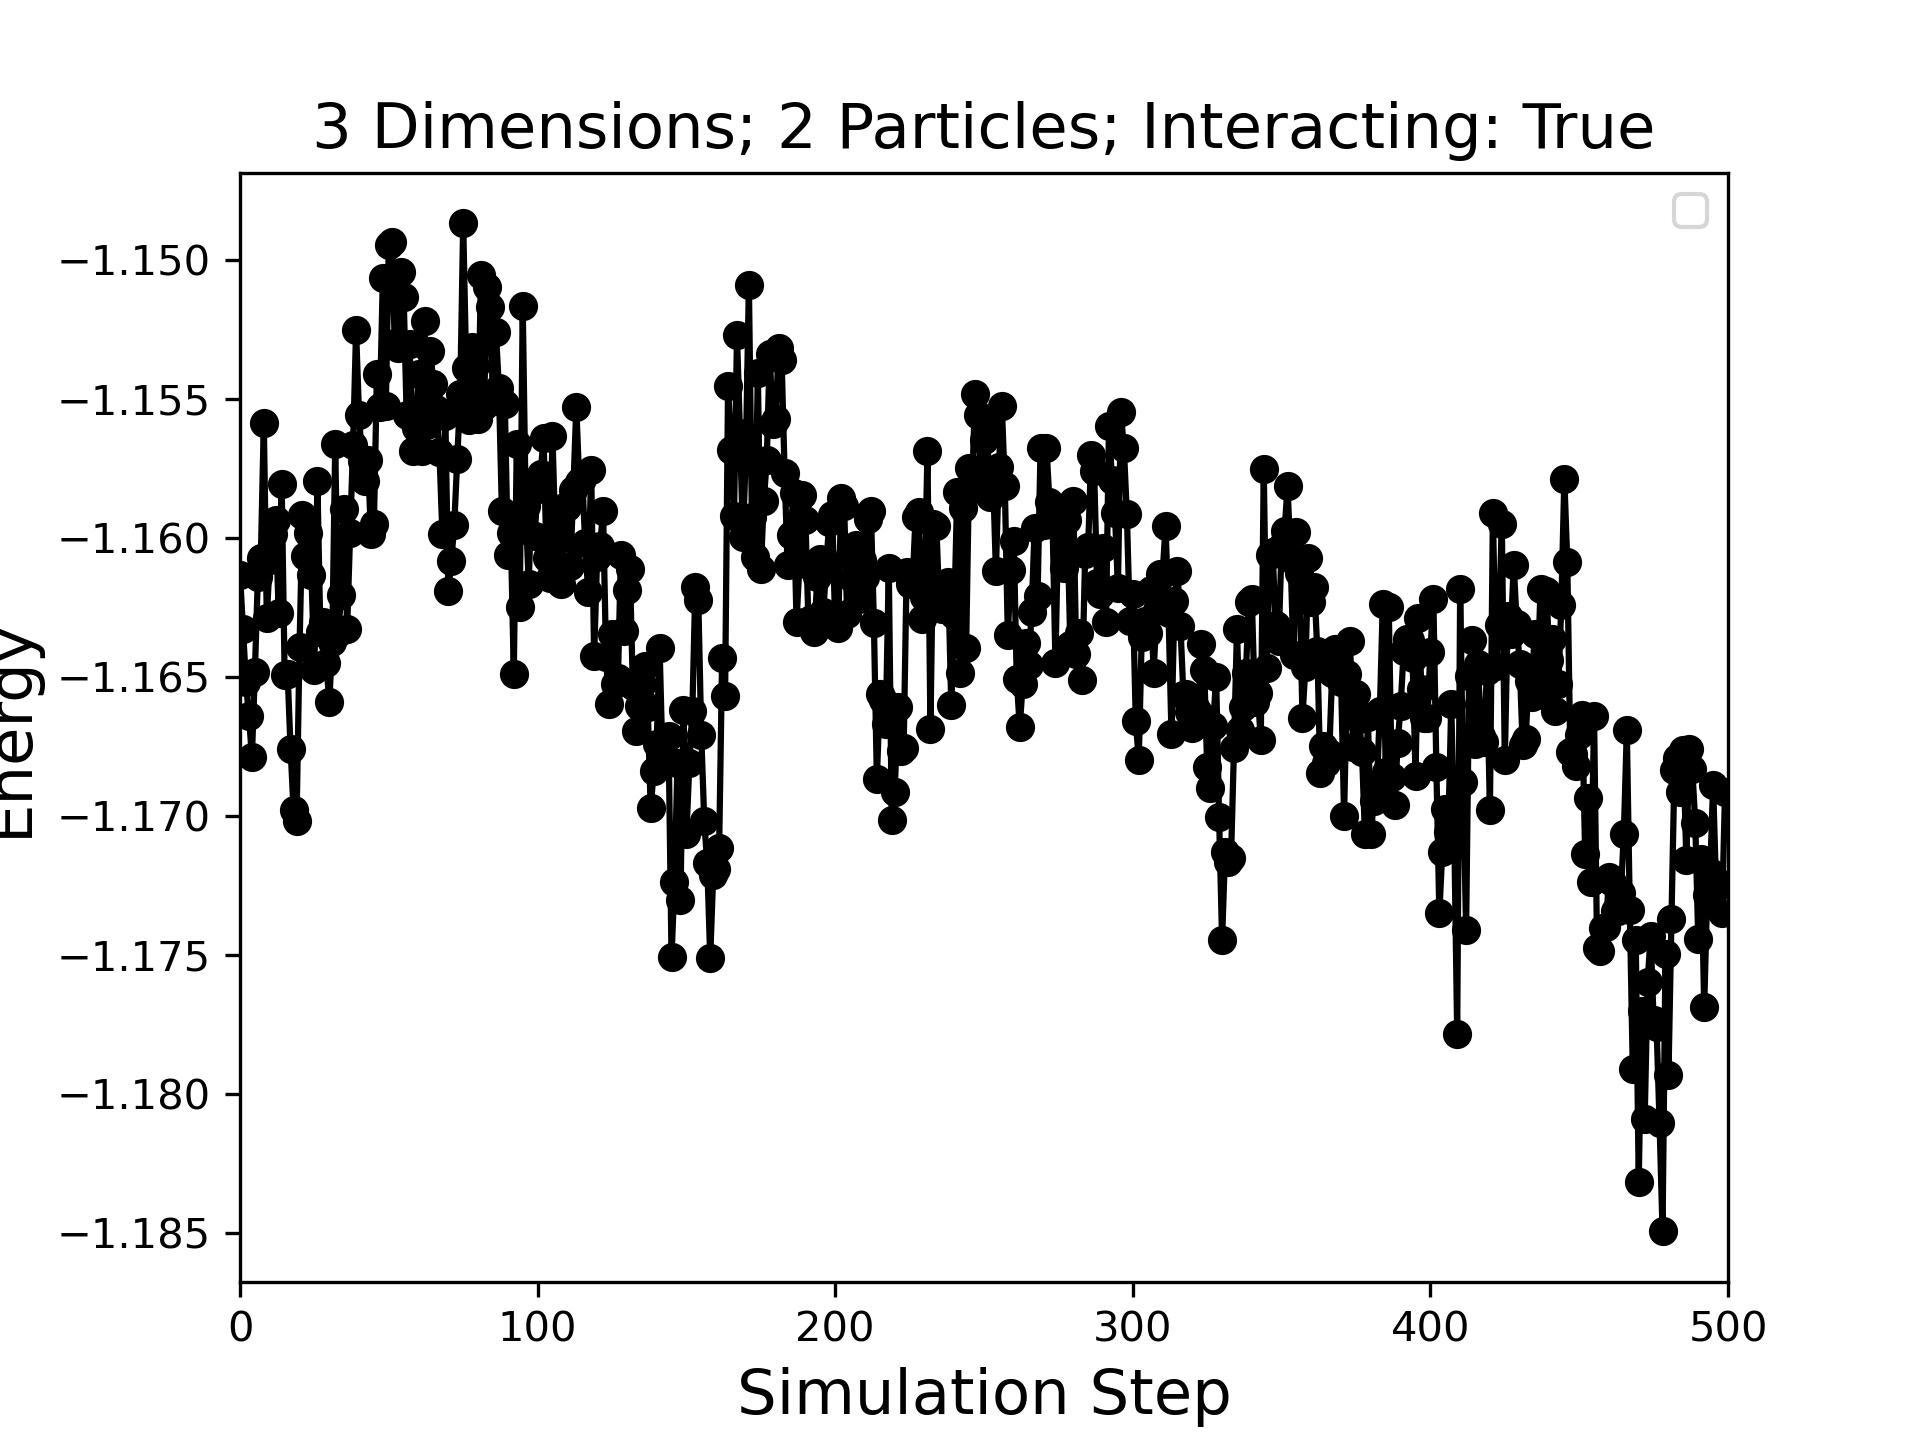 3 Dimensions; 2 Particles; Interacting: True
−1.150
−1.155
−1.160
−1.165
−1.170
−1.175
−1.180
−1.185
Energy
0 100 200 300 400 500
Simulation Step